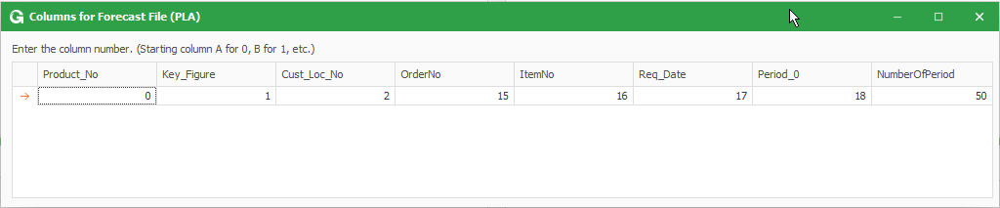 Columns for Forecast File (PLA)
Enter the column number. (Starting column A for 0, B for 1, etc.)
Product_No Key_Figure Cust_Loc_No OrderNo ItemNo Req_Date Period_0 NumberOfPeriod
0 1 2 15 16 17 18 50